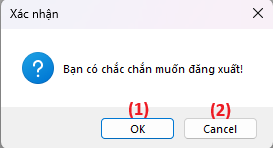 Xác nhận
Bạn có chắc chắn muốn đăng xuất!
(1) (2)
OK Cancel